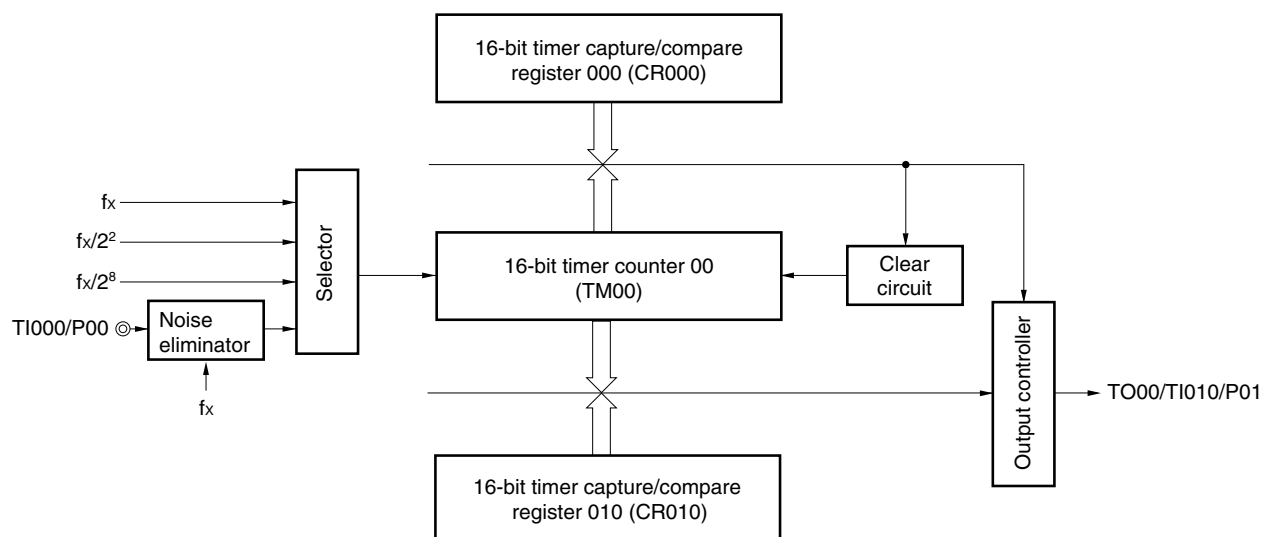 16-bit timer capture/compare
register 000 (CR000)
fx
fx/2²
fx/2⁸
TI000/P00
Noise
eliminator
fx
Selector
16-bit timer counter 00
(TM00)
Clear
circuit
Output controller
TO00/TI010/P01
16-bit timer capture/compare
register 010 (CR010)